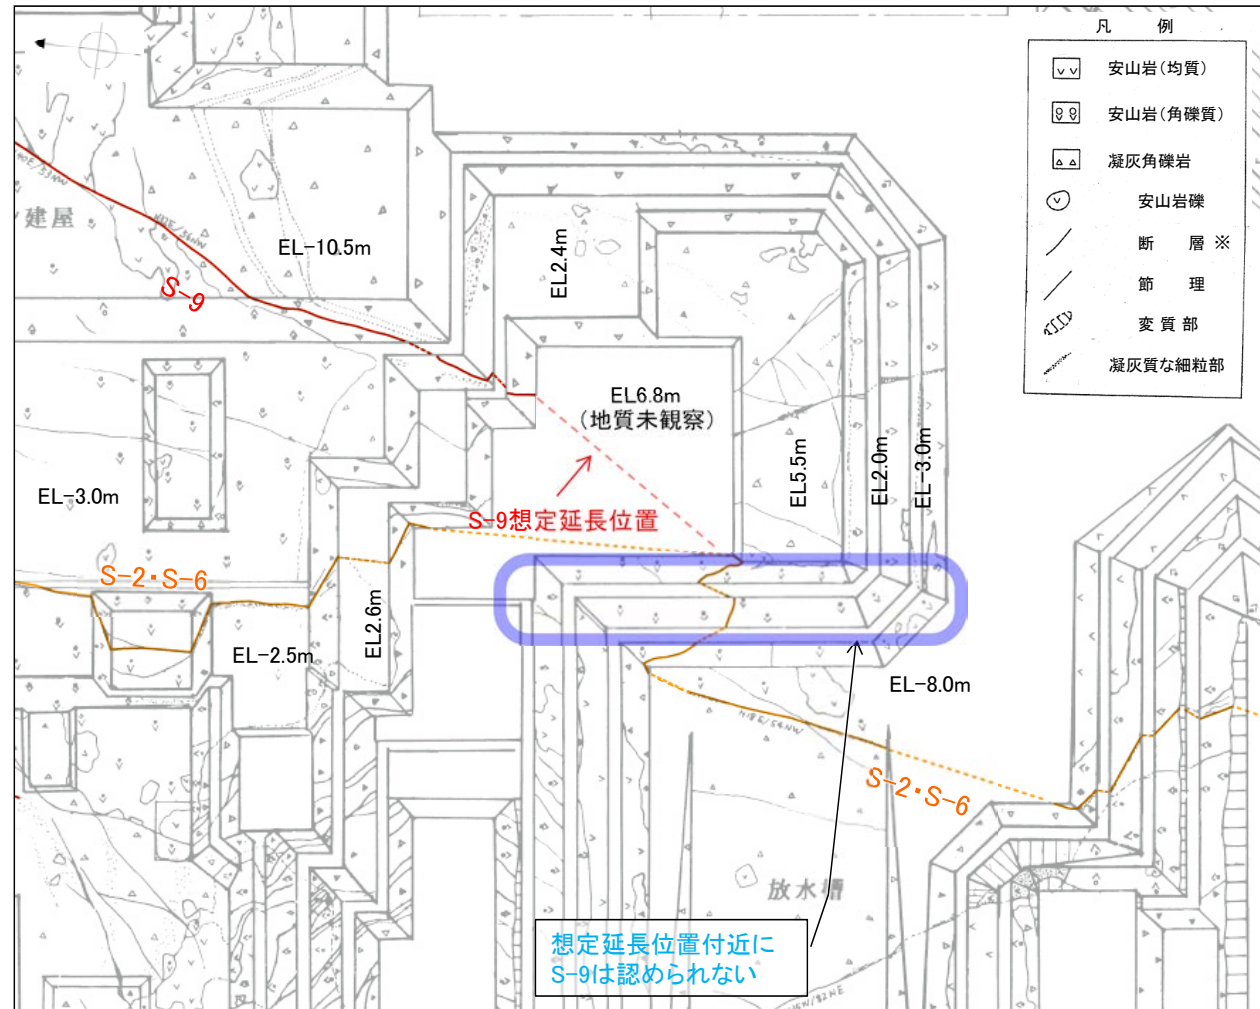 凡 例
安山岩(均質)
安山岩(角礫質)
凝灰角礫岩
安山岩礫
断 層 ※
節 理
変 質 部
凝灰質な細粒部
建屋
EL-10.5m
S-9
EL2.4m
EL6.8m
(地質未観察)
EL5.5m
EL2.0m
EL-3.0m
EL-3.0m
S-9想定延長位置
S-2・S-6
EL2.6m
EL-2.5m
EL-8.0m
N18E/54NW
S-2・S-6
放水槽
想定延長位置付近に
S-9は認められない